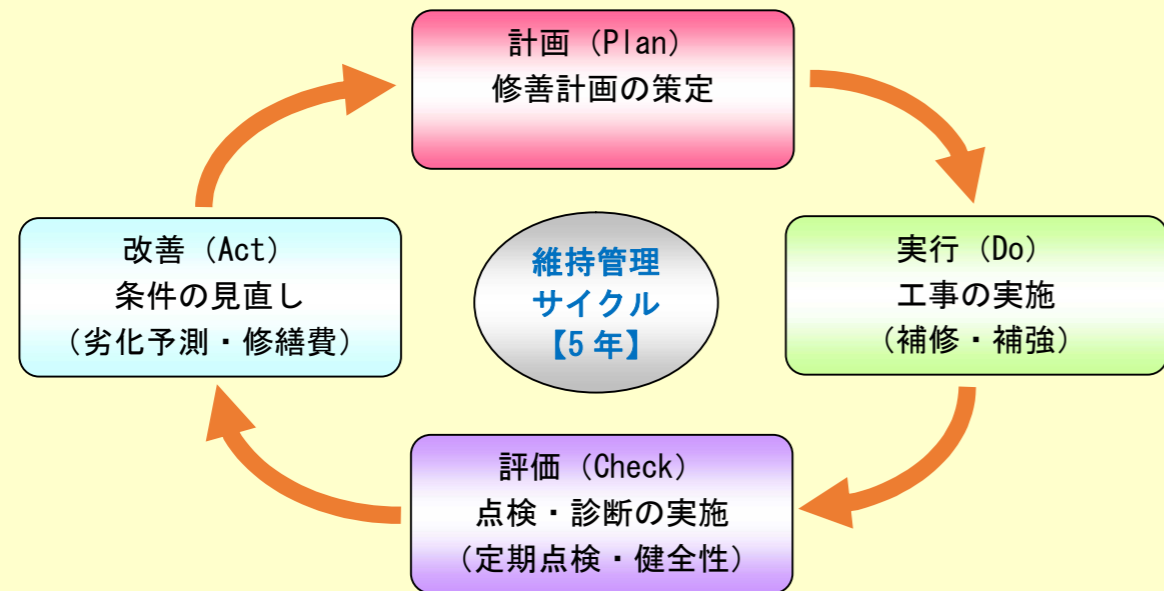 計画（Plan）
修善計画の策定
実行（Do）
工事の実施
（補修・補強）
評価（Check）
点検・診断の実施
（定期点検・健全性）
改善（Act）
条件の見直し
（劣化予測・修繕費）
維持管理
サイクル
【5年】